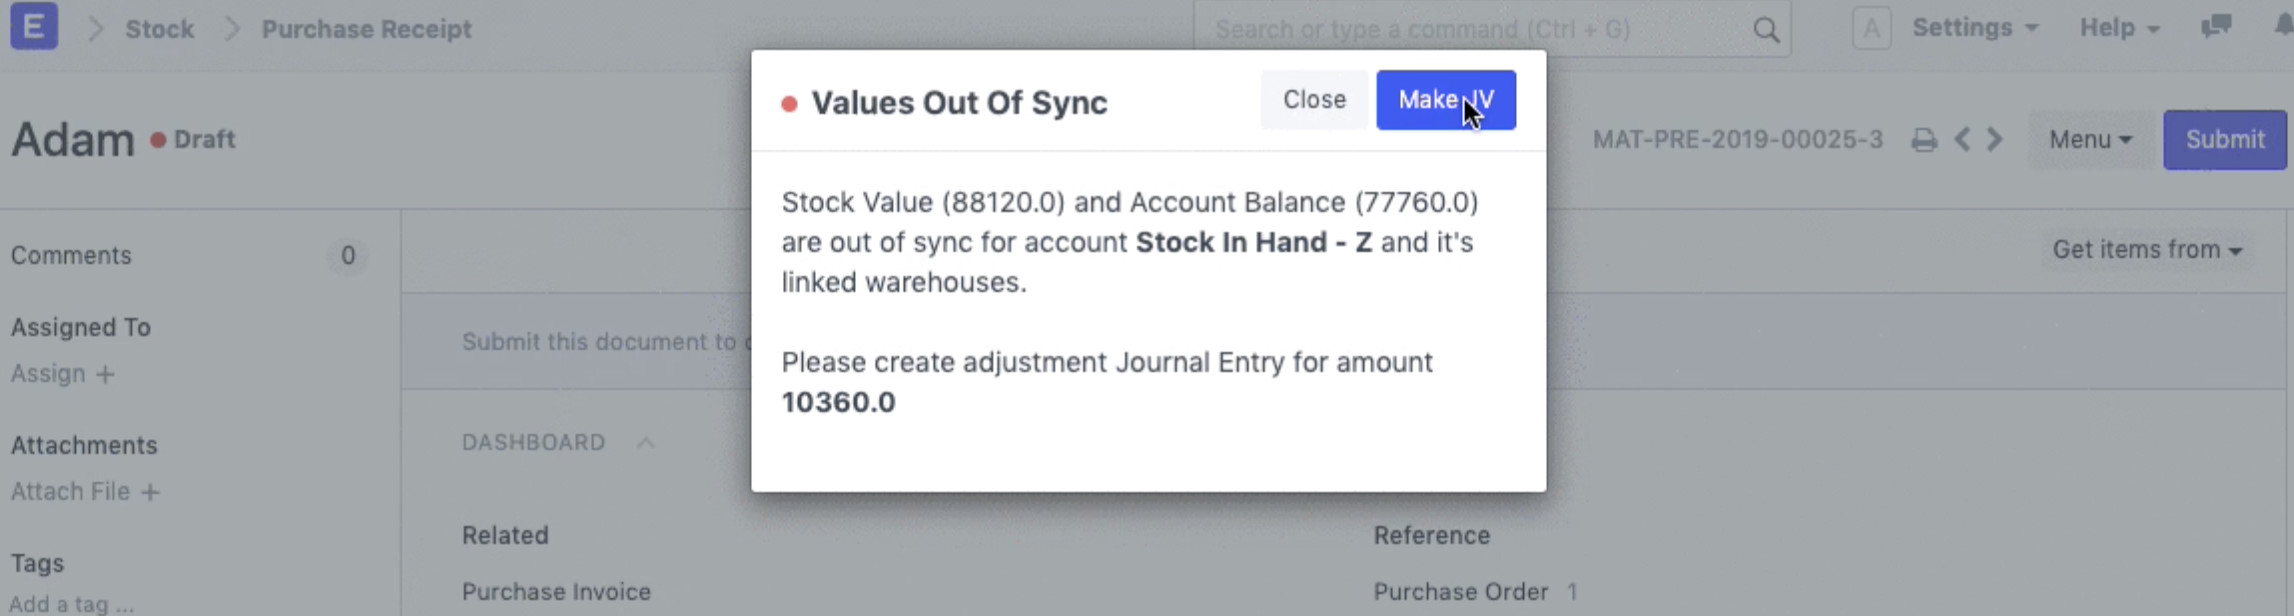 E Stock Purchase Receipt Search or type a command (Ctrl + G) A Settings Help
Values Out Of Sync Close Make JV
Adam Draft MAT-PRE-2019-00025-3 Menu Submit
Stock Value (88120.0) and Account Balance (77760.0)
are out of sync for account Stock In Hand - Z and it's
linked warehouses.
Comments 0 Get items from
Assigned To
Submit this document to
Assign +
Please create adjustment Journal Entry for amount
10360.0
Attachments DASHBOARD
Attach File +
Related Reference
Tags
Purchase Invoice Purchase Order 1
Add a tag ...